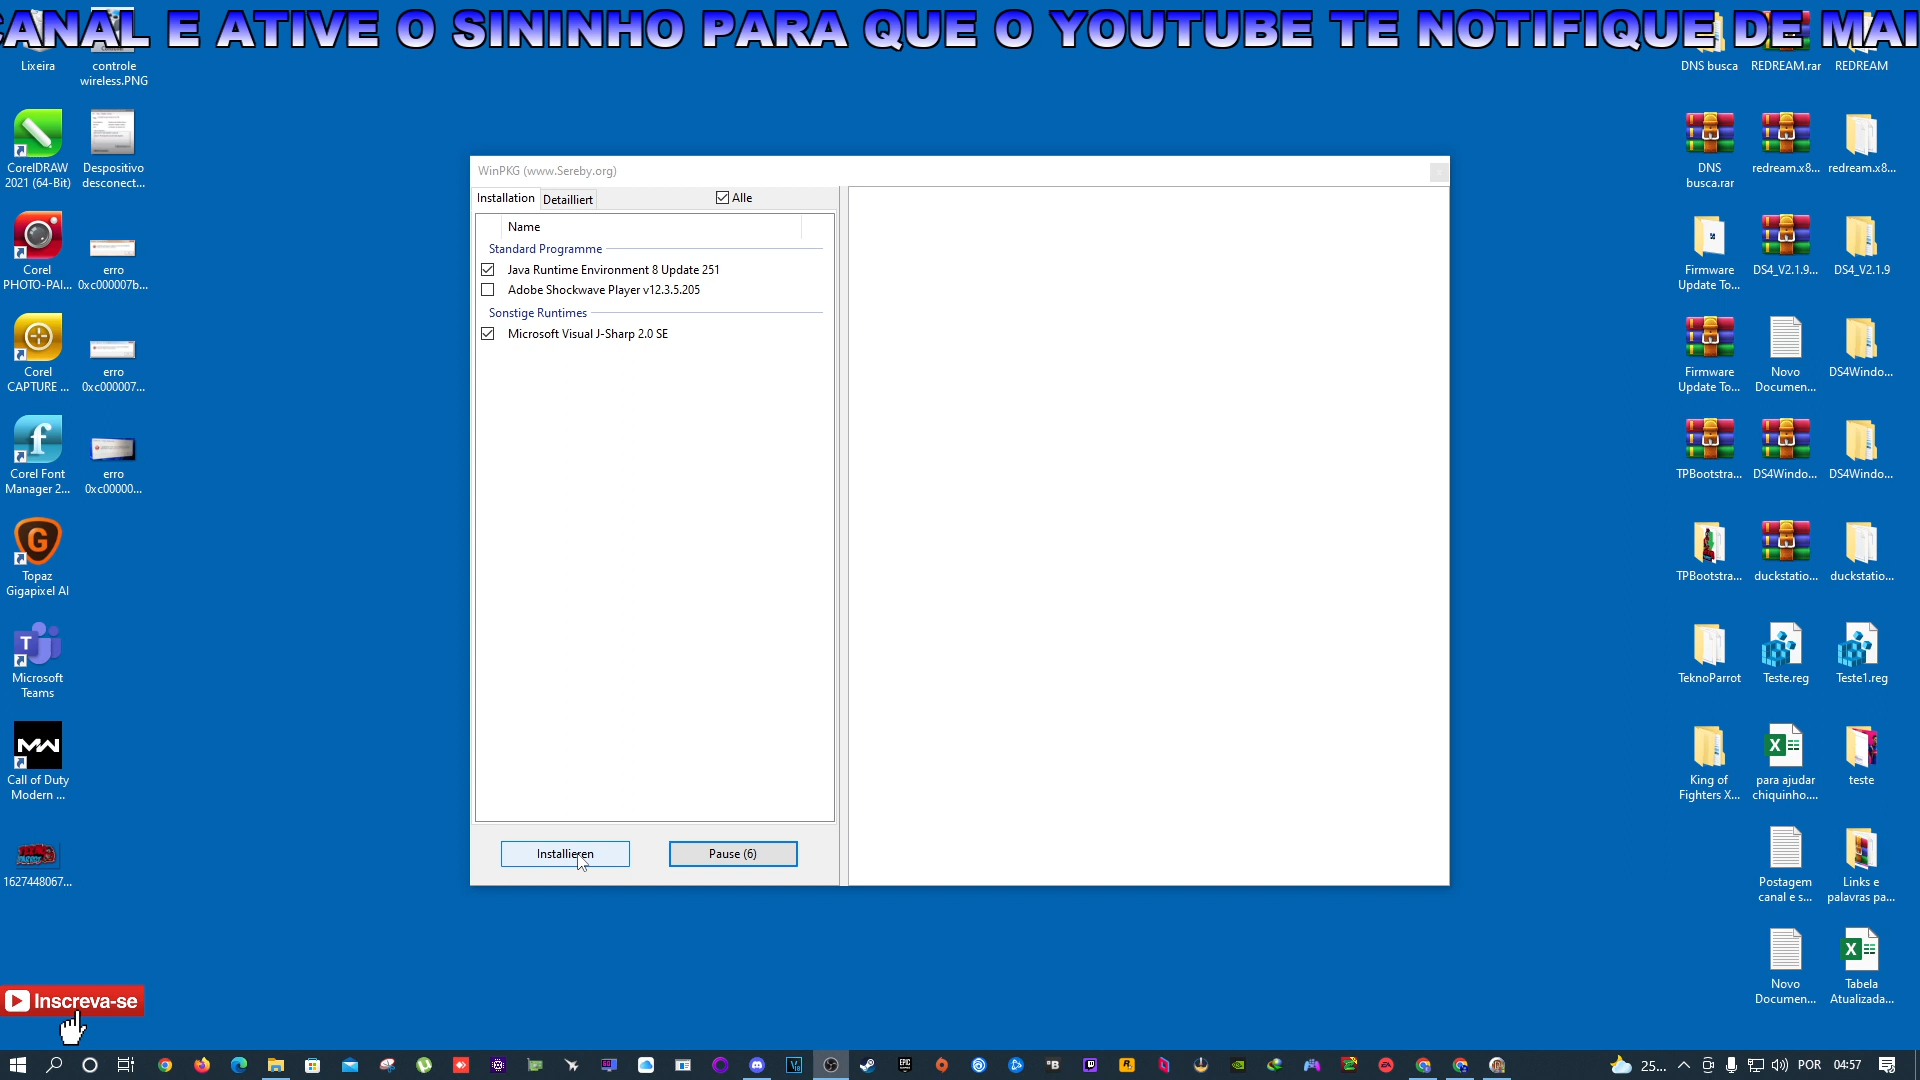 CANAL E ATIVE O SININHO PARA QUE O YOUTUBE TE NOTIFIQUE DE MAI
Lixeira
controle
wireless.PNG
CorelDRAW
2021 (64-Bit)
Despositivo
desconect...
Corel
PHOTO-PAI...
erro
0xc000007b...
Corel
CAPTURE ...
erro
0xc000007...
Corel Font
Manager 2...
erro
0xc00000...
Topaz
Gigapixel AI
Microsoft
Teams
Call of Duty
Modern ...
1627448067...
Inscreva-se
WinPKG (www.Sereby.org)
Installation
Detailliert
Alle
Name
Standard Programme
Java Runtime Environment 8 Update 251
Adobe Shockwave Player v12.3.5.205
Sonstige Runtimes
Microsoft Visual J-Sharp 2.0 SE
Installieren
Pause (6)
DNS busca
REDREAM.rar
REDREAM
DNS
busca.rar
redream.x8...
redream.x8...
Firmware
Update To...
DS4_V2.1.9...
DS4_V2.1.9
Firmware
Update To...
Novo
Documen...
DS4Windo...
TPBootstra...
DS4Windo...
DS4Windo...
TPBootstra...
duckstatio...
duckstatio...
TeknoParrot
Teste.reg
Teste1.reg
King of
Fighters X...
para ajudar
chiquinho....
teste
Postagem
canal e s...
Links e
palavras pa...
Novo
Documen...
Tabela
Atualizada...
25...
POR
04:57